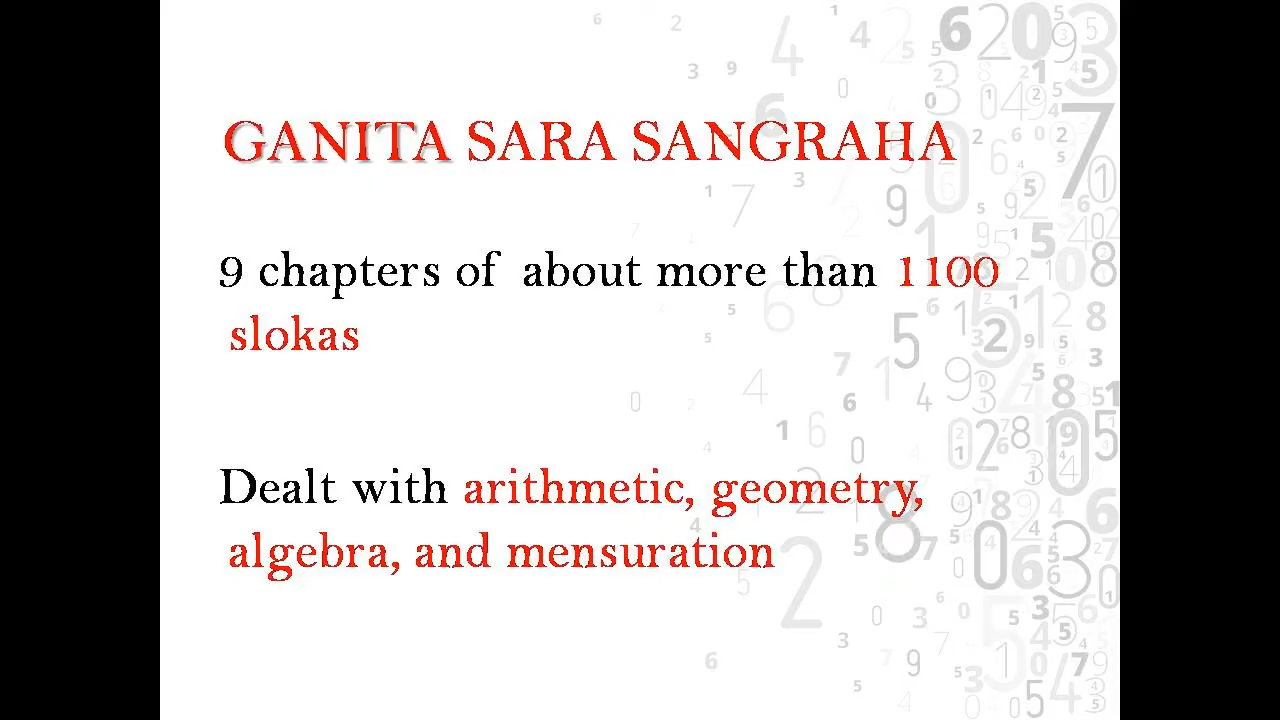 GANITA SARA SANGRAHA
9 chapters of about more than 1100
slokas
Dealt with arithmetic, geometry,
algebra, and mensuration